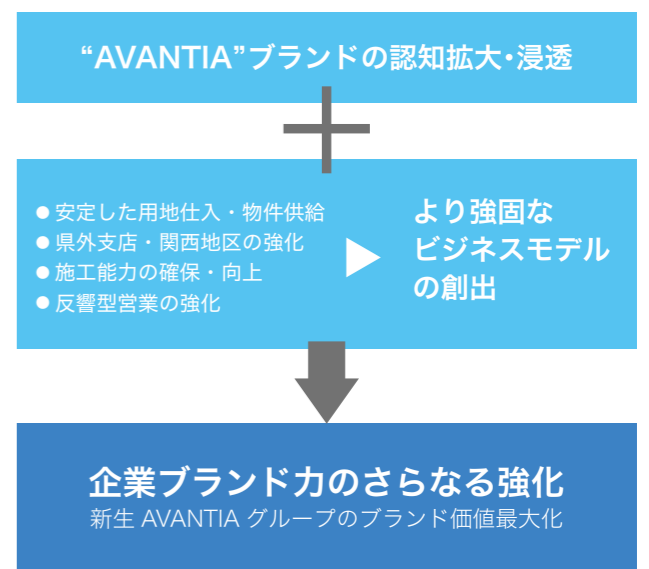 “AVANTIA”ブランドの認知拡大･浸透
● 安定した用地仕入・物件供給
● 県外支店・関西地区の強化
● 施工能力の確保・向上
● 反響型営業の強化
より強固な
ビジネスモデル
の創出
企業ブランド力のさらなる強化
新生 AVANTIA グループのブランド価値最大化